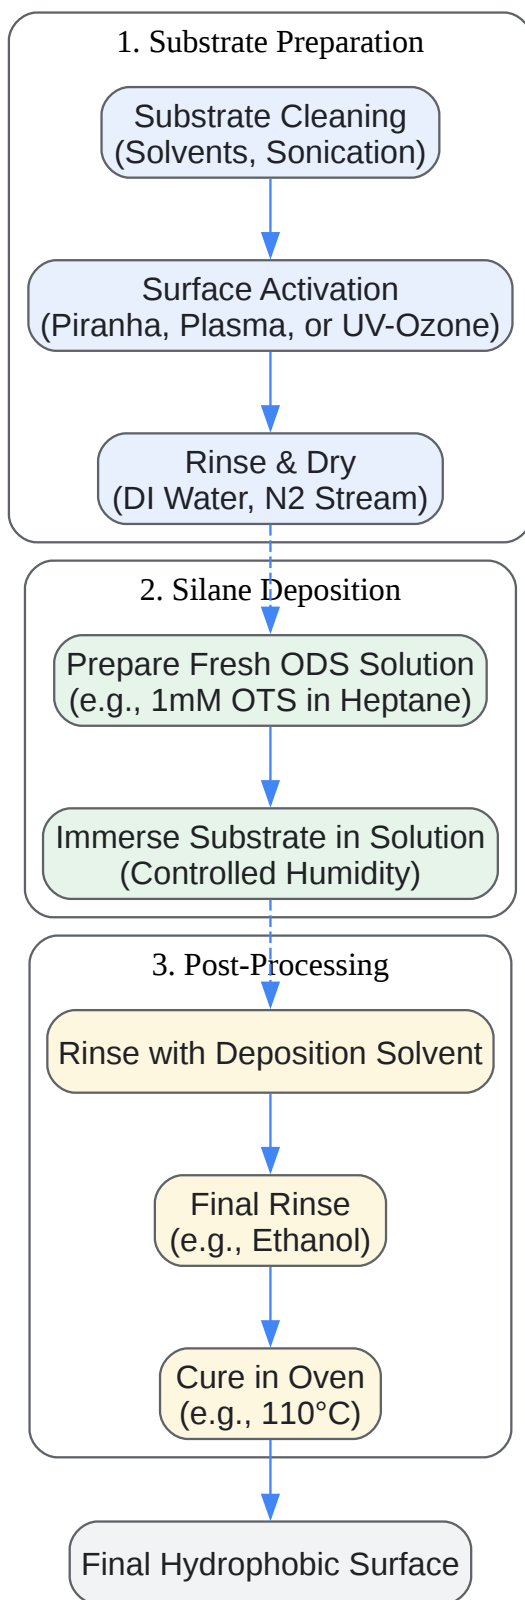 1. Substrate Preparation
Substrate Cleaning
(Solvents, Sonication)
Surface Activation
(Piranha, Plasma, or UV-Ozone)
Rinse & Dry
(DI Water, N2 Stream)
2. Silane Deposition
Prepare Fresh ODS Solution
(e.g., 1mM OTS in Heptane)
Immerse Substrate in Solution
(Controlled Humidity)
3. Post-Processing
Rinse with Deposition Solvent
Final Rinse
(e.g., Ethanol)
Cure in Oven
(e.g., 110°C)
Final Hydrophobic Surface